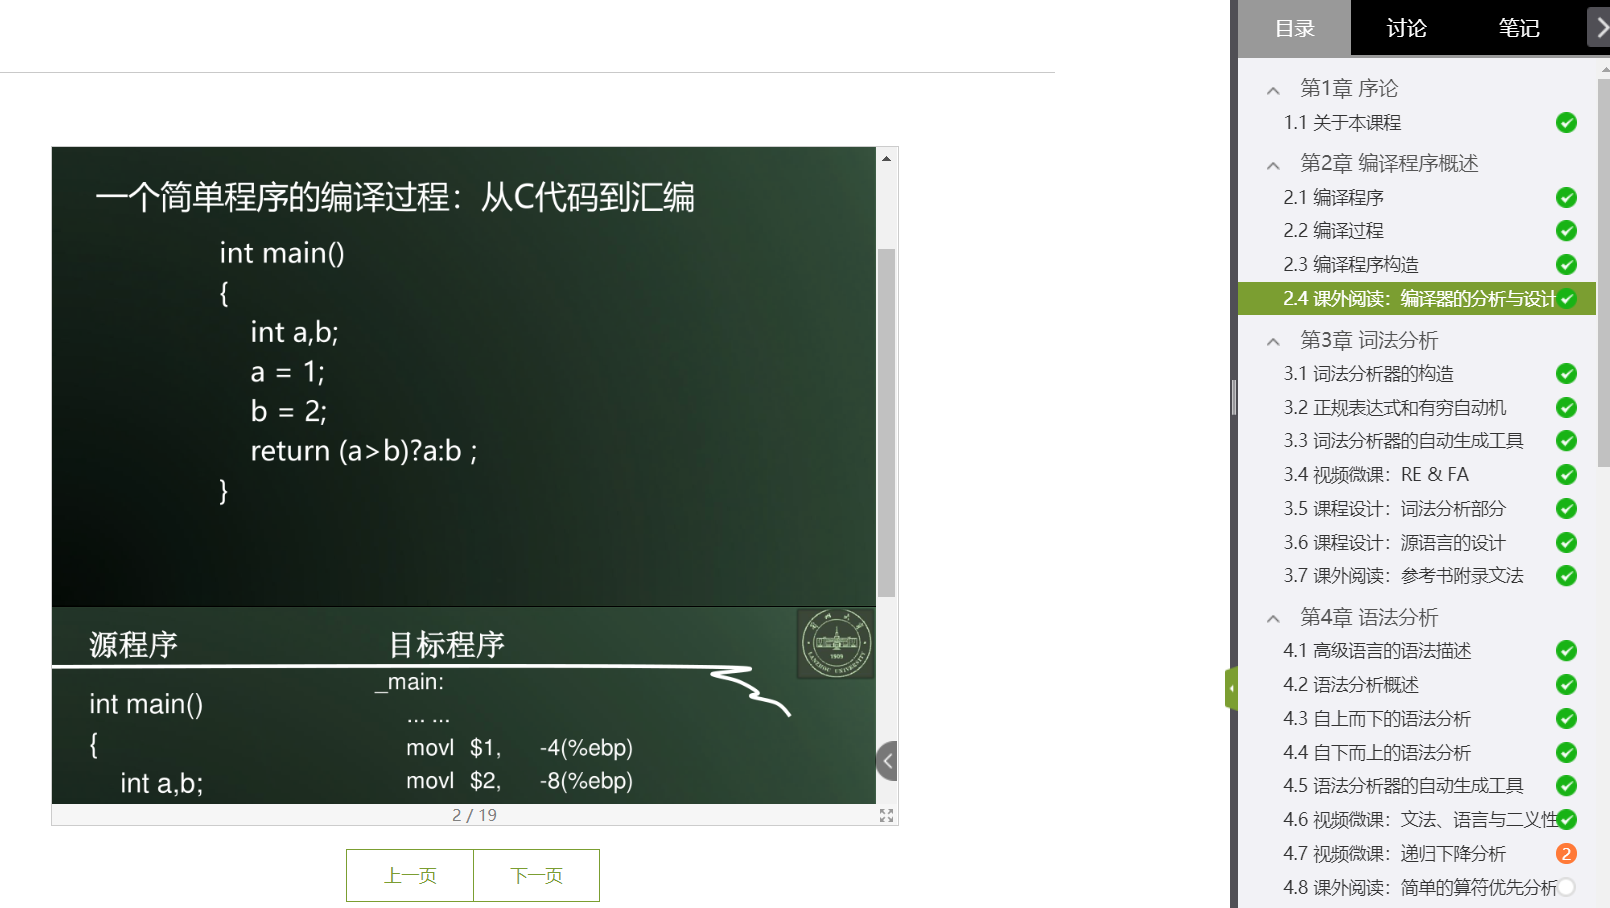 目录 讨论 笔记
第1章 序论
1.1 关于本课程
第2章 编译程序概述
2.1 编译程序
2.2 编译过程
2.3 编译程序构造
2.4 课外阅读：编译器的分析与设计
第3章 词法分析
3.1 词法分析器的构造
3.2 正规表达式和有穷自动机
3.3 词法分析器的自动生成工具
3.4 视频微课：RE & FA
3.5 课程设计：词法分析部分
3.6 课程设计：源语言的设计
3.7 课外阅读：参考书附录文法
第4章 语法分析
4.1 高级语言的语法描述
4.2 语法分析概述
4.3 自上而下的语法分析
4.4 自下而上的语法分析
4.5 语法分析器的自动生成工具
4.6 视频微课：文法、语言与二义性
4.7 视频微课：递归下降分析 2
4.8 课外阅读：简单的算符优先分析
一个简单程序的编译过程：从C代码到汇编
int main()
{
int a,b;
a = 1;
b = 2;
return (a>b)?a:b ;
}
源程序 目标程序
_main:
int main()
... ...
{
movl $1, -4(%ebp)
int a,b;
movl $2, -8(%ebp)
LANZHOU UNIVERSITY
1909
2 / 19
上一页 下一页